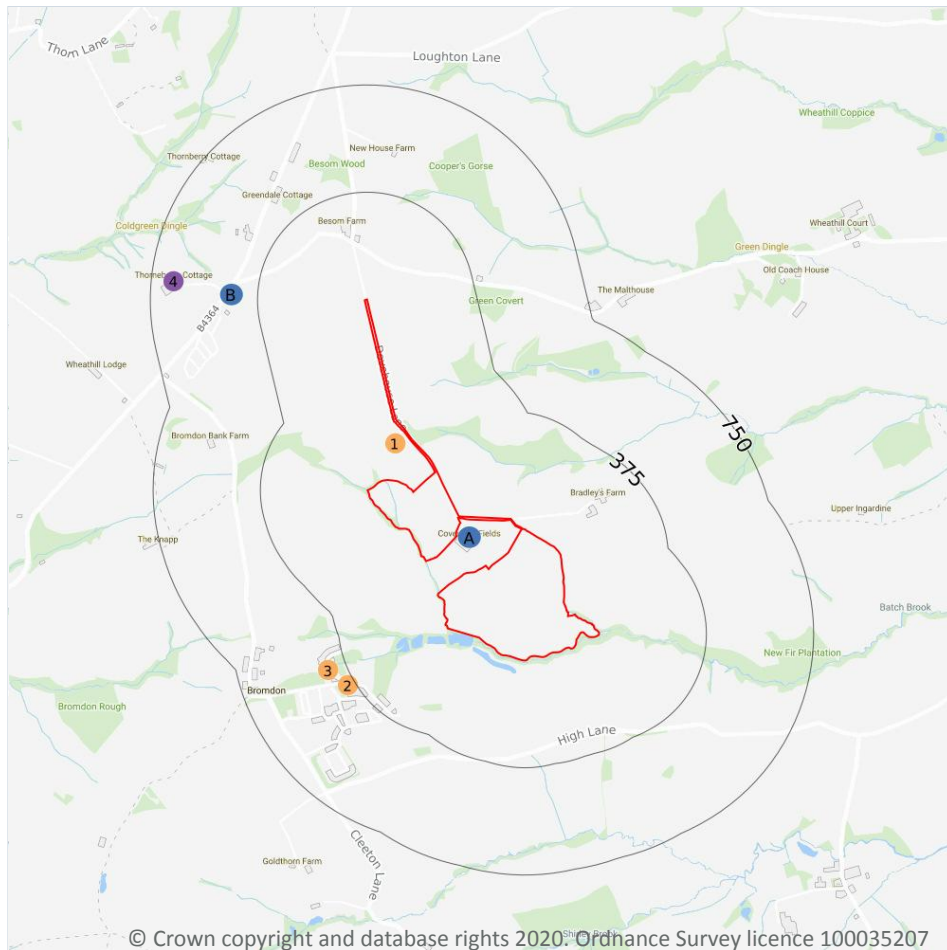 Thorn Lane
Loughton Lane
Wheathill Coppice
New House Farm
Thornberry Cottage
Besom Wood
Cooper's Gorse
Greendale Cottage
Besom Farm
Wheathill Court
Coldgreen Dingle
Green Dingle
Old Coach House
4
B
The Malthouse
Green Covert
B4364
Wheathill Lodge
750
Bromdon Bank Farm
1
375
Bradley's Farm
Upper Ingardine
A
Fields
The Knapp
Batch Brook
New Fir Plantation
3
2
Bromdon
Bromdon Rough
High Lane
Cleeton Lane
Goldthorn Farm
© Crown copyright and database rights 2020. Ordnance Survey licence 100035207